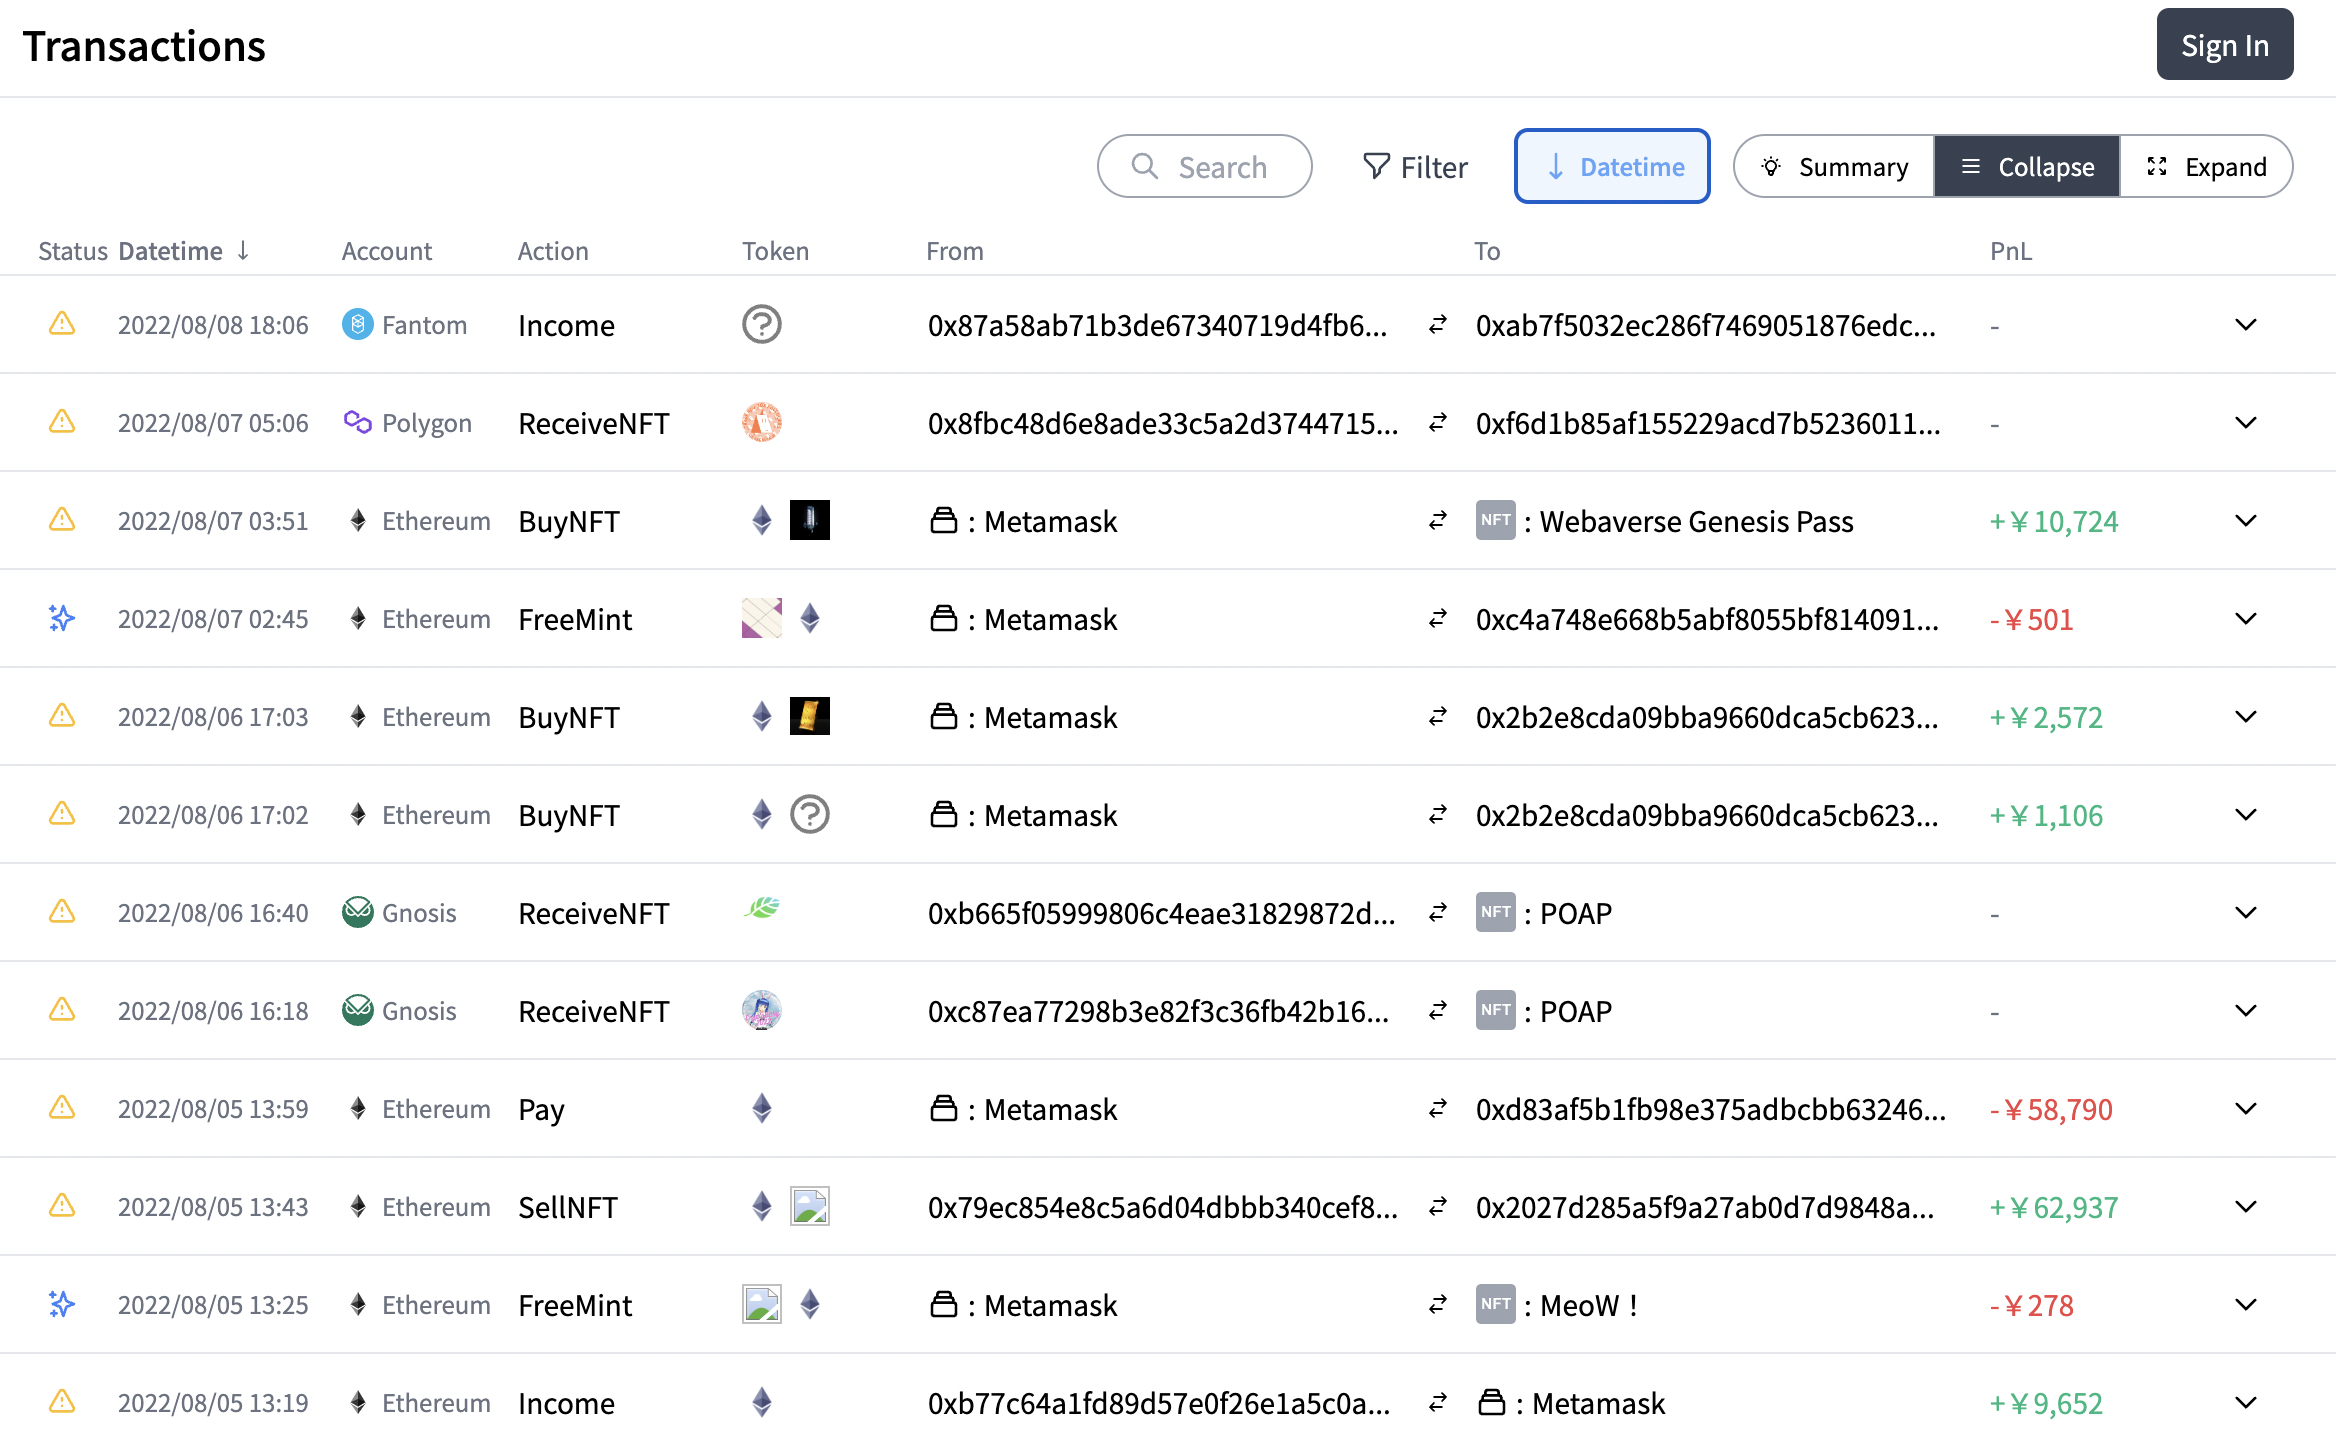 Transactions
Sign In
Search
Filter
↓ Datetime
Summary
Collapse
Expand
Status Datetime ↓ Account Action Token From To PnL
2022/08/08 18:06 Fantom Income 0x87a58ab71b3de67340719d4fb6... 0xab7f5032ec286f7469051876edc... -
2022/08/07 05:06 Polygon ReceiveNFT 0x8fbc48d6e8ade33c5a2d3744715... 0xf6d1b85af155229acd7b5236011... -
2022/08/07 03:51 Ethereum BuyNFT : Metamask NFT : Webaverse Genesis Pass +¥10,724
2022/08/07 02:45 Ethereum FreeMint : Metamask 0xc4a748e668b5abf8055bf814091... -¥501
2022/08/06 17:03 Ethereum BuyNFT : Metamask 0x2b2e8cda09bba9660dca5cb623... +¥2,572
2022/08/06 17:02 Ethereum BuyNFT : Metamask 0x2b2e8cda09bba9660dca5cb623... +¥1,106
2022/08/06 16:40 Gnosis ReceiveNFT 0xb665f05999806c4eae31829872d... NFT : POAP -
2022/08/06 16:18 Gnosis ReceiveNFT 0xc87ea77298b3e82f3c36fb42b16... NFT : POAP -
2022/08/05 13:59 Ethereum Pay : Metamask 0xd83af5b1fb98e375adbcbb63246... -¥58,790
2022/08/05 13:43 Ethereum SellNFT 0x79ec854e8c5a6d04dbbb340cef8... 0x2027d285a5f9a27ab0d7d9848a... +¥62,937
2022/08/05 13:25 Ethereum FreeMint : Metamask NFT : MeoW！ -¥278
2022/08/05 13:19 Ethereum Income 0xb77c64a1fd89d57e0f26e1a5c0a... : Metamask +¥9,652